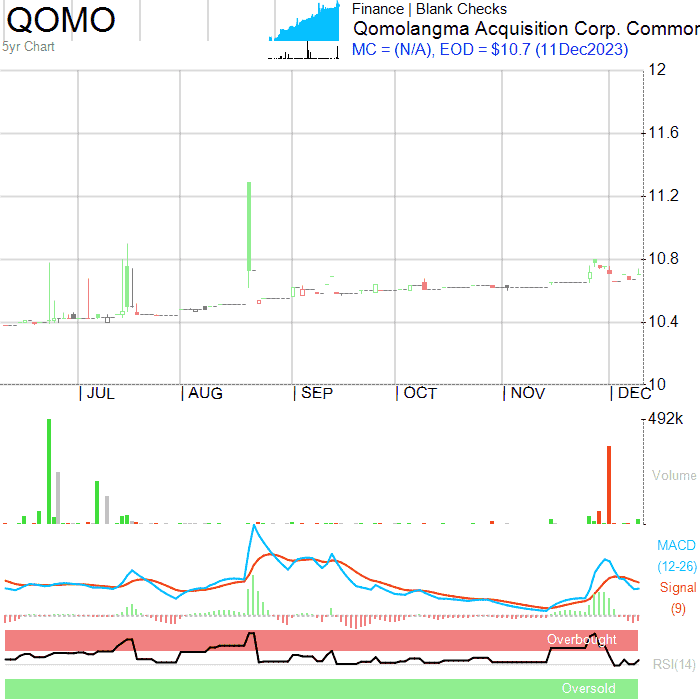 QOMO
5yr Chart
Finance | Blank Checks
Qomolangma Acquisition Corp. Common
MC = (N/A), EOD = $10.7 (11Dec2023)
12
11.6
11.2
10.8
10.4
10
| JUL
| AUG
| SEP
| OCT
| NOV
| DEC
492k
Volume
MACD
(12-26)
Signal
(9)
Overbought
RSI(14)
Oversold